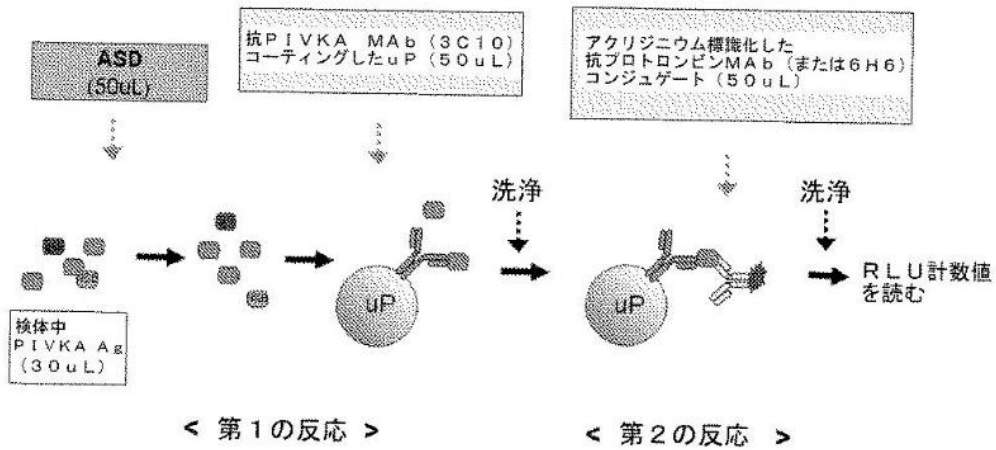 ASD
(50uL)
抗PIVKA MAb (3C10)
コーティングしたuP (50uL)
アクリジニウム標識化した
抗プロトロンビンMAb (または6H6)
コンジュゲート (50uL)
洗浄
洗浄
uP
uP
RLU計数値
を読む
検体中
PIVKA Ag
(30uL)
< 第1の反応 >
< 第2の反応 >